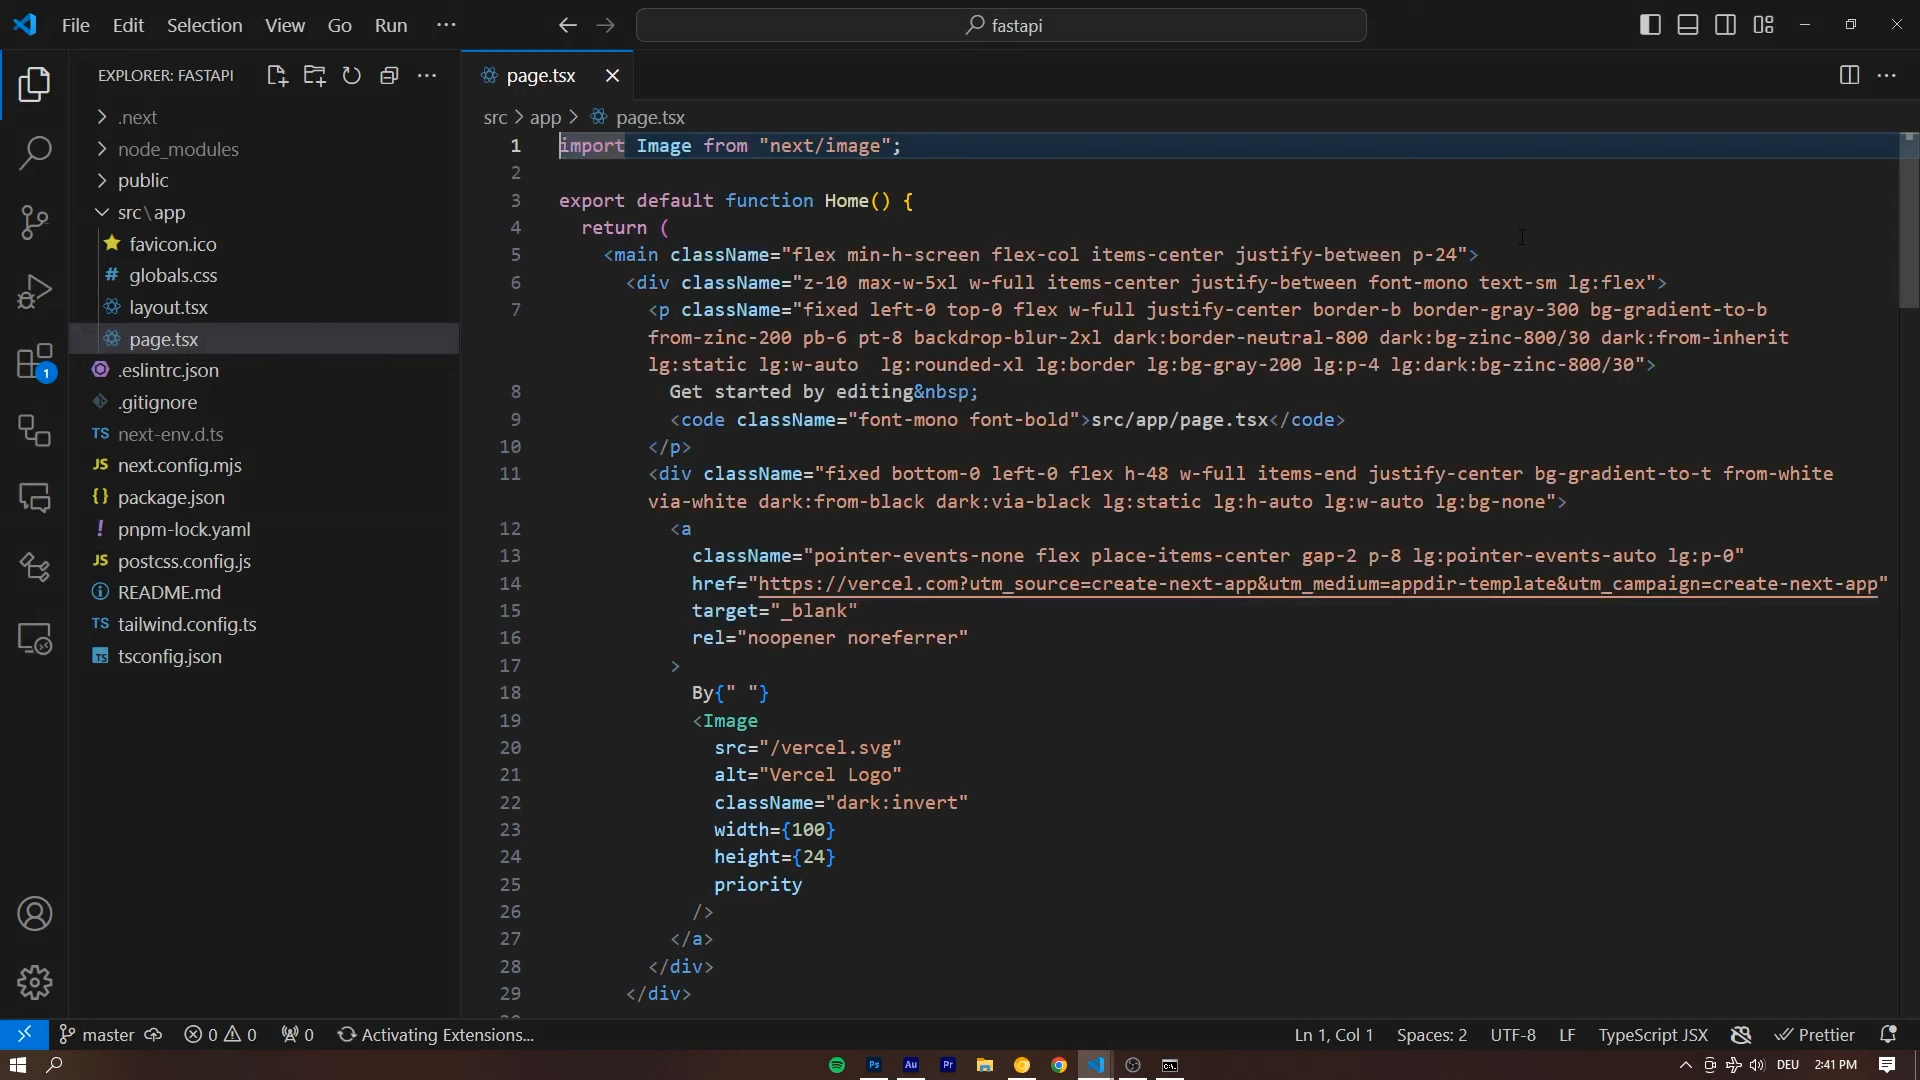 File Edit Selection View Go Run ···
fastapi
EXPLORER: FASTAPI
.next
node_modules
public
src\app
favicon.ico
# globals.css
layout.tsx
page.tsx
.eslintrc.json
.gitignore
TS next-env.d.ts
JS next.config.mjs
{} package.json
! pnpm-lock.yaml
JS postcss.config.js
README.md
TS tailwind.config.ts
TS tsconfig.json
1
page.tsx
src > app > page.tsx
1 import Image from "next/image";
2
3 export default function Home() {
4 return (
5 <main className="flex min-h-screen flex-col items-center justify-between p-24">
6 <div className="z-10 max-w-5xl w-full items-center justify-between font-mono text-sm lg:flex">
7 <p className="fixed left-0 top-0 flex w-full justify-center border-b border-gray-300 bg-gradient-to-b
from-zinc-200 pb-6 pt-8 backdrop-blur-2xl dark:border-neutral-800 dark:bg-zinc-800/30 dark:from-inherit
lg:static lg:w-auto  lg:rounded-xl lg:border lg:bg-gray-200 lg:p-4 lg:dark:bg-zinc-800/30">
8 Get started by editing&nbsp;
9 <code className="font-mono font-bold">src/app/page.tsx</code>
10 </p>
11 <div className="fixed bottom-0 left-0 flex h-48 w-full items-end justify-center bg-gradient-to-t from-white
via-white dark:from-black dark:via-black lg:static lg:h-auto lg:w-auto lg:bg-none">
12 <a
13 className="pointer-events-none flex place-items-center gap-2 p-8 lg:pointer-events-auto lg:p-0"
14 href="https://vercel.com?utm_source=create-next-app&utm_medium=appdir-template&utm_campaign=create-next-app"
15 target="_blank"
16 rel="noopener noreferrer"
17 >
18 By{" "}
19 <Image
20 src="/vercel.svg"
21 alt="Vercel Logo"
22 className="dark:invert"
23 width={100}
24 height={24}
25 priority
26 />
27 </a>
28 </div>
29 </div>
master 0 0 0 Activating Extensions...
Ln 1, Col 1 Spaces: 2 UTF-8 LF TypeScript JSX Prettier
Ps Au Pr DEU 2:41 PM